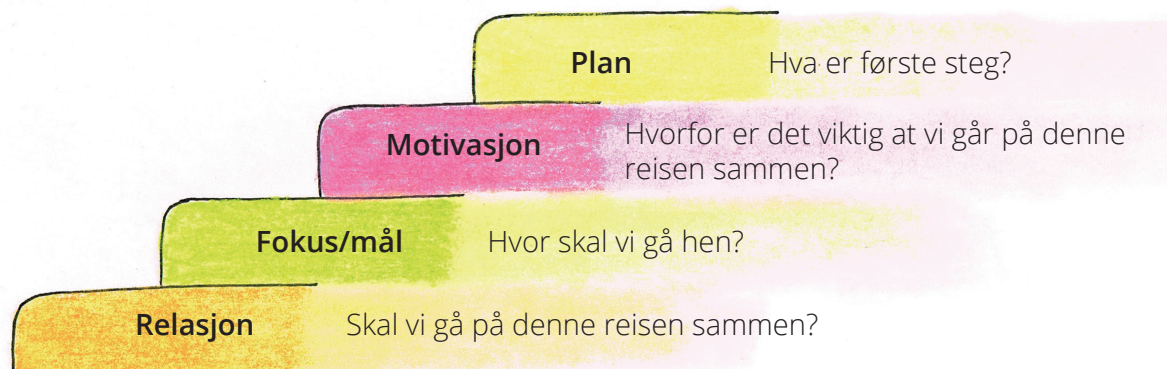 Plan Hva er første steg?
Motivasjon Hvorfor er det viktig at vi går på denne
reisen sammen?
Fokus/mål Hvor skal vi gå hen?
Relasjon Skal vi gå på denne reisen sammen?